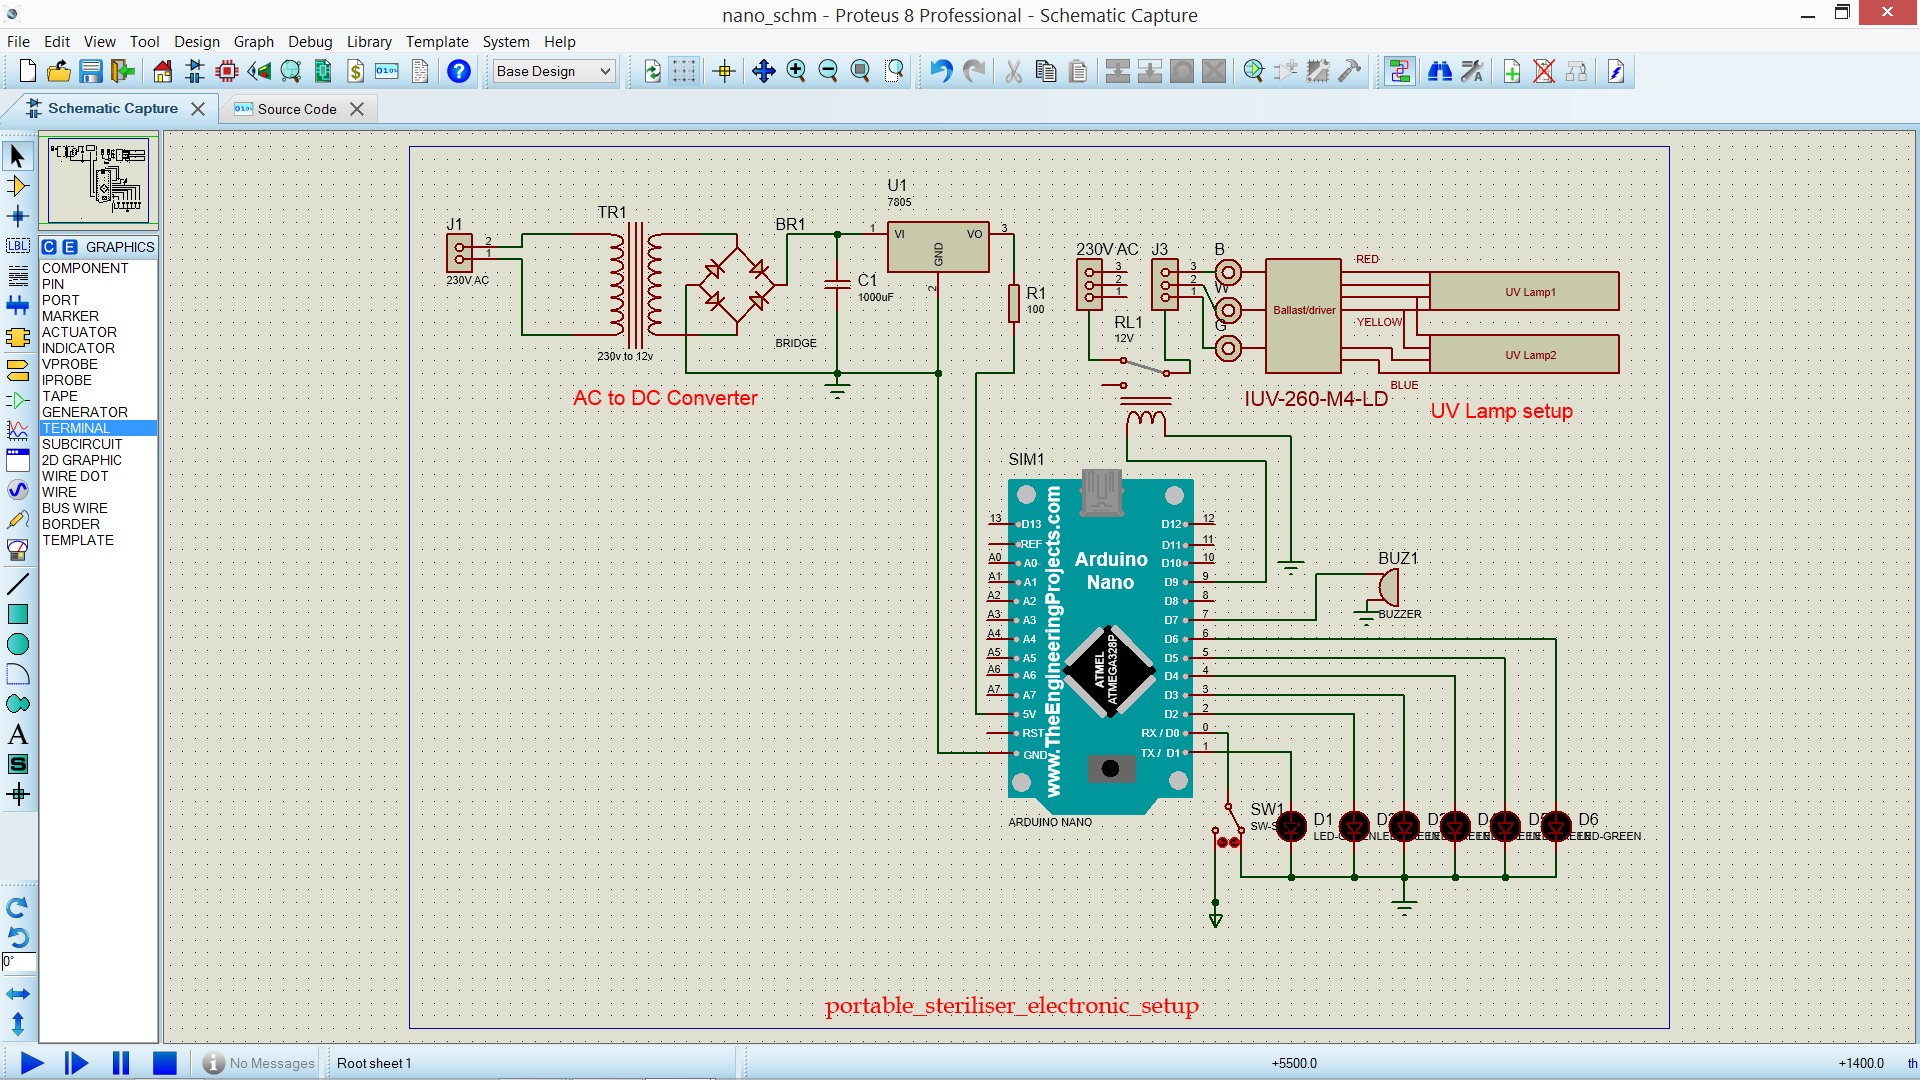 nano_schm - Proteus 8 Professional - Schematic Capture
File Edit View Tool Design Graph Debug Library Template System Help
Base Design
Schematic Capture
Source Code
LBL
C E GRAPHICS
COMPONENT
PIN
PORT
MARKER
ACTUATOR
INDICATOR
VPROBE
IPROBE
TAPE
GENERATOR
TERMINAL
SUBCIRCUIT
2D GRAPHIC
WIRE DOT
WIRE
BUS WIRE
BORDER
TEMPLATE
A
S
0°
J1
2
1
230V AC
TR1
230v to 12v
BR1
BRIDGE
C1
1000uF
U1
7805
1 VI VO 3
GND
2
R1
100
AC to DC Converter
230V AC J3
3
2
1
3
2
1
B
W
G
RL1
12V
Ballast/driver
RED
YELLOW
BLUE
UV Lamp1
UV Lamp2
IUV-260-M4-LD
UV Lamp setup
SIM1
www.TheEngineeringProjects.com
Arduino
Nano
ATMEL
ATMEGA328P
13 D13
REF
A0 A0
A1 A1
A2 A2
A3 A3
A4 A4
A5 A5
A6 A6
A7 A7
5V
RST
GND
D12 12
D11 11
D10 10
D9 9
D8 8
D7 7
D6 6
D5 5
D4 4
D3 3
D2 2
RX / D0 0
TX / D1 1
ARDUINO NANO
BUZ1
BUZZER
SW1
D1
D6
LED-GREEN
portable_steriliser_electronic_setup
No Messages
Root sheet 1
+5500.0
+1400.0
th